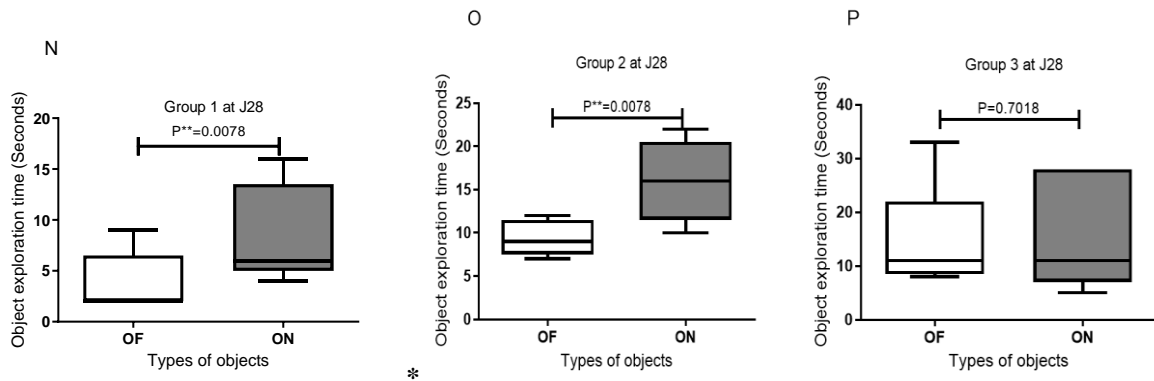 N
Group 1 at J28
P**=0.0078
Object exploration time (Seconds)
20
15
10
5
0
OF
ON
Types of objects
O
Group 2 at J28
P**=0.0078
Object exploration time (Seconds)
25
20
15
10
5
0
OF
ON
Types of objects
P
Group 3 at J28
P=0.7018
Object exploration time (Seconds)
40
30
20
10
0
OF
ON
Types of objects
*